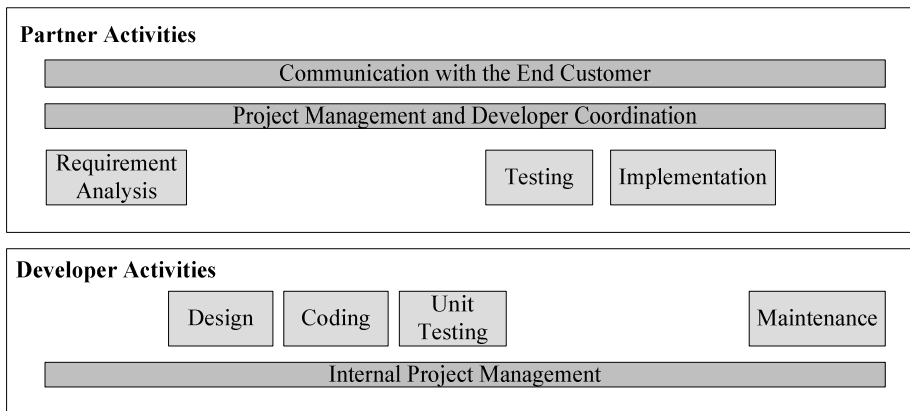 Partner Activities
Communication with the End Customer
Project Management and Developer Coordination
Requirement
Analysis
Testing
Implementation
Developer Activities
Design
Coding
Unit
Testing
Maintenance
Internal Project Management